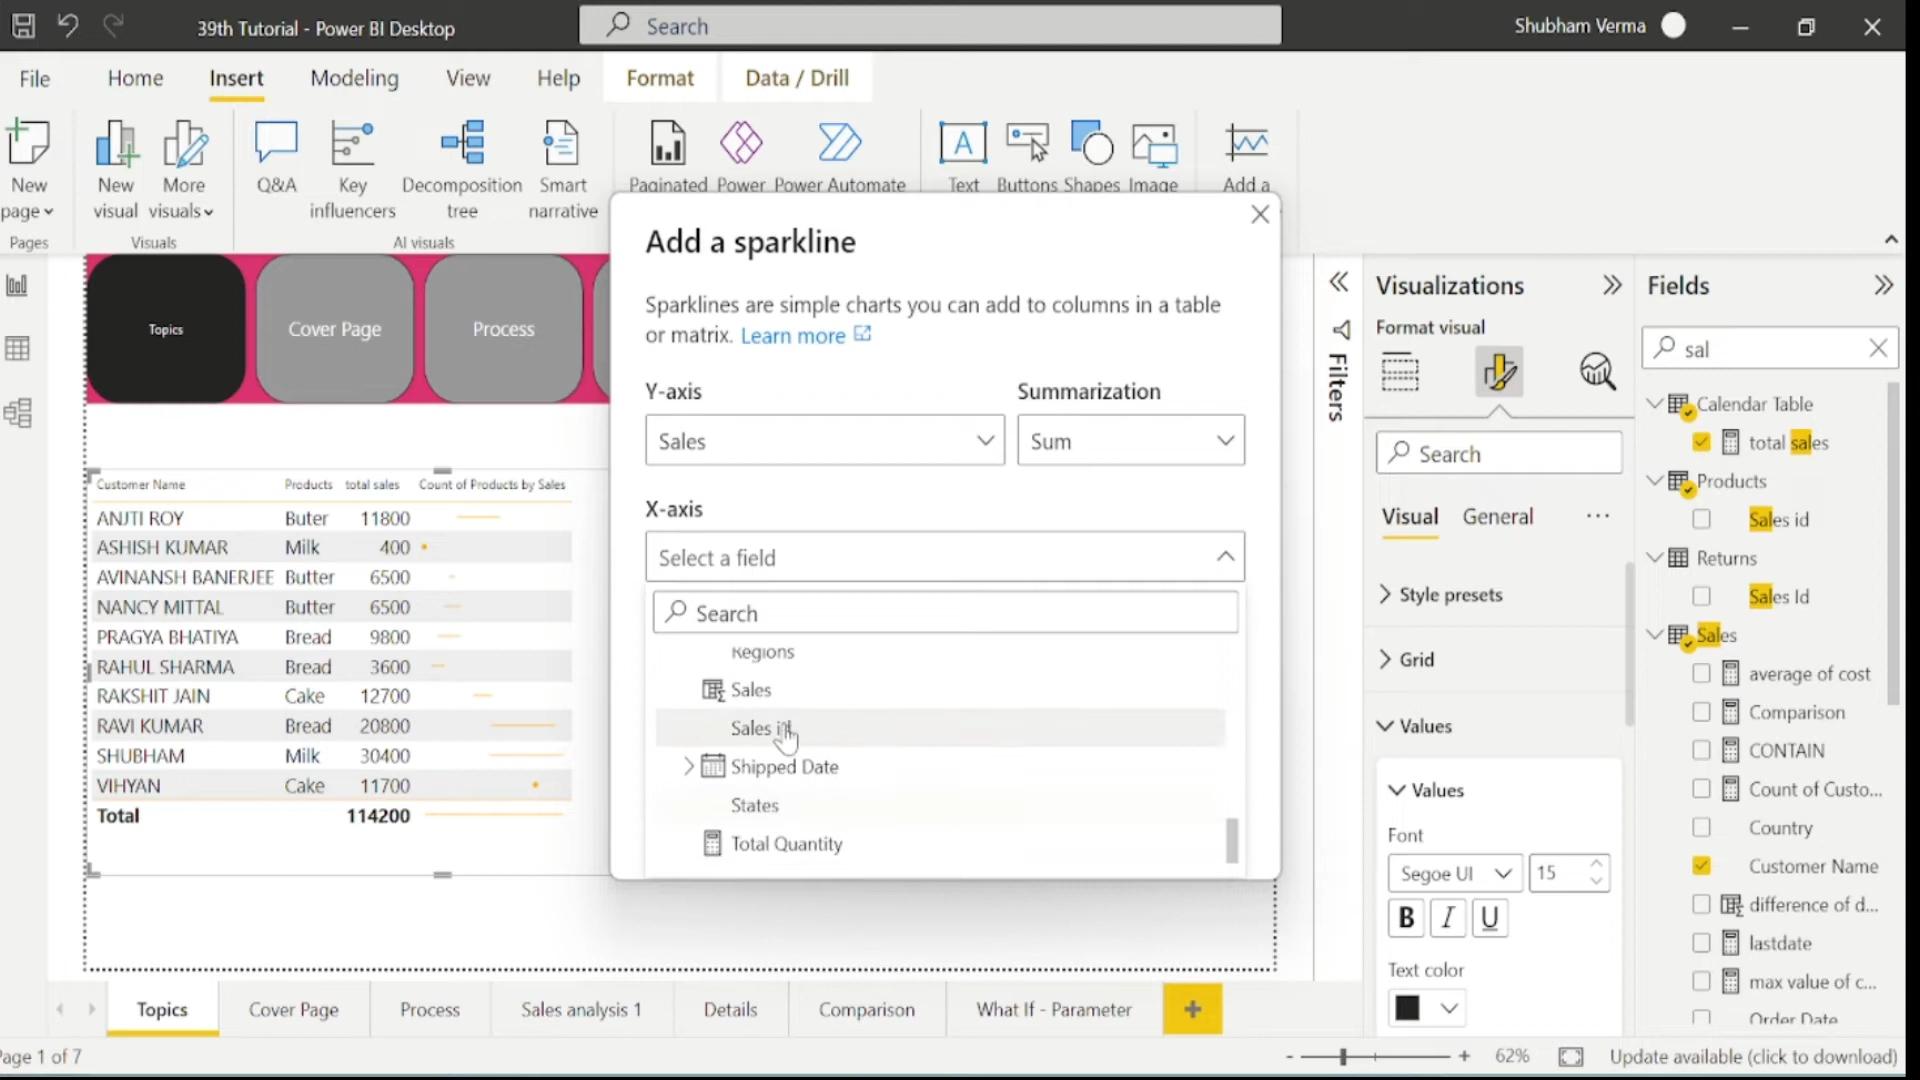 39th Tutorial - Power BI Desktop
Search
Shubham Verma
File
Home
Insert
Modeling
View
Help
Format
Data / Drill
New page
New visual
More visuals
Q&A
Key influencers
Decomposition tree
Smart narrative
Paginated
Power
Power Automate
Text
Buttons
Shapes
Image
Add a
Pages
Visuals
AI visuals
Topics
Cover Page
Process
Customer Name Products total sales Count of Products by Sales
ANJTI ROY Buter 11800
ASHISH KUMAR Milk 400
AVINANSH BANERJEE Butter 6500
NANCY MITTAL Butter 6500
PRAGYA BHATIYA Bread 9800
RAHUL SHARMA Bread 3600
RAKSHIT JAIN Cake 12700
RAVI KUMAR Bread 20800
SHUBHAM Milk 30400
VIHYAN Cake 11700
Total 114200
Add a sparkline
Sparklines are simple charts you can add to columns in a table
or matrix. Learn more
Y-axis
Summarization
Sales
Sum
X-axis
Select a field
Search
Regions
Sales
Sales id
Shipped Date
States
Total Quantity
Filters
Visualizations
Format visual
Search
Visual
General
...
Style presets
Grid
Values
Values
Font
Segoe UI
15
B I U
Text color
Fields
sal
Calendar Table
total sales
Products
Sales id
Returns
Sales Id
Sales
average of cost
Comparison
CONTAIN
Count of Custo...
Country
Customer Name
difference of d...
lastdate
max value of c...
Order Date
Topics
Cover Page
Process
Sales analysis 1
Details
Comparison
What If - Parameter
+
Page 1 of 7
- + 62%
Update available (click to download)